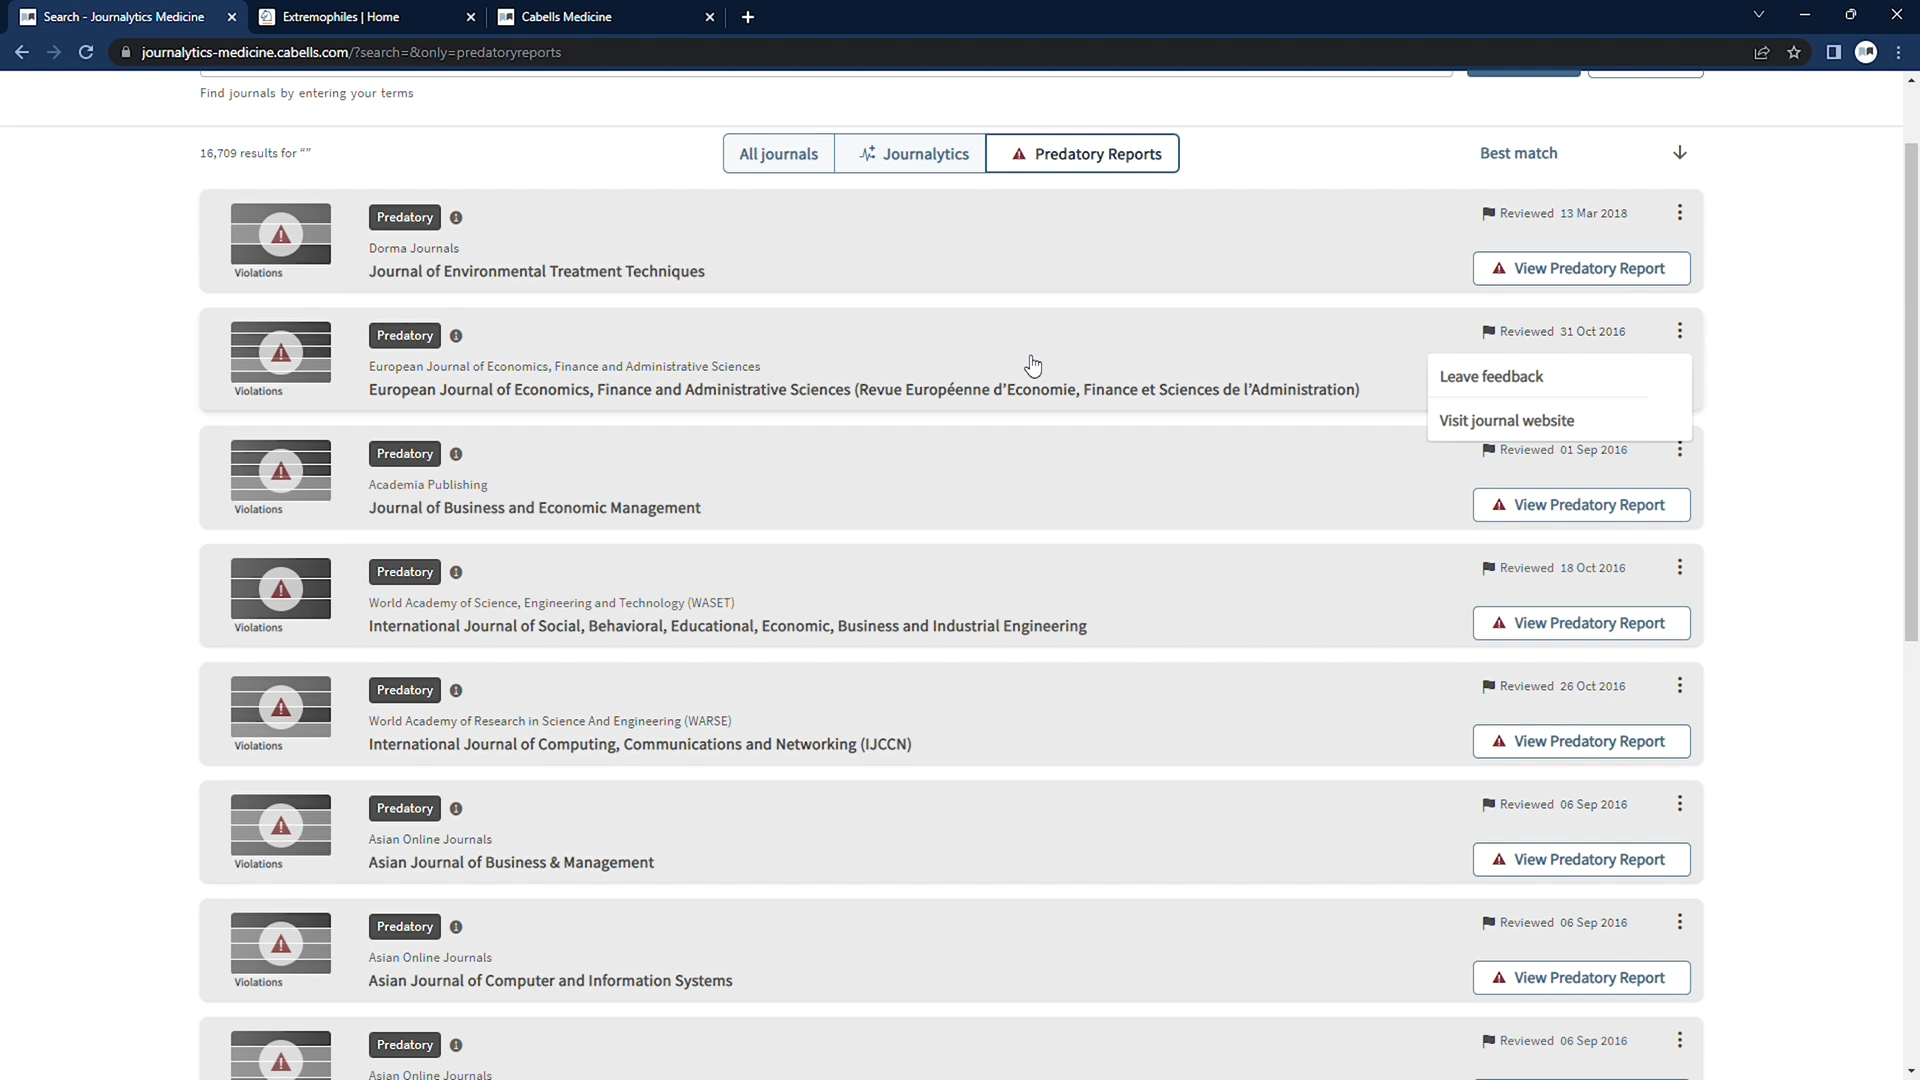 Search - Journalytics Medicine
Extremophiles | Home
Cabells Medicine
journalytics-medicine.cabells.com/?search=&only=predatoryreports
Find journals by entering your terms
16,709 results for “”
All journals
Journalytics
Predatory Reports
Best match
Predatory
Reviewed 13 Mar 2018
Dorma Journals
Journal of Environmental Treatment Techniques
Violations
View Predatory Report
Predatory
Reviewed 31 Oct 2016
European Journal of Economics, Finance and Administrative Sciences
European Journal of Economics, Finance and Administrative Sciences (Revue Européenne d’Economie, Finance et Sciences de l’Administration)
Violations
Leave feedback
Visit journal website
Predatory
Reviewed 01 Sep 2016
Academia Publishing
Journal of Business and Economic Management
Violations
View Predatory Report
Predatory
Reviewed 18 Oct 2016
World Academy of Science, Engineering and Technology (WASET)
International Journal of Social, Behavioral, Educational, Economic, Business and Industrial Engineering
Violations
View Predatory Report
Predatory
Reviewed 26 Oct 2016
World Academy of Research in Science And Engineering (WARSE)
International Journal of Computing, Communications and Networking (IJCCN)
Violations
View Predatory Report
Predatory
Reviewed 06 Sep 2016
Asian Online Journals
Asian Journal of Business & Management
Violations
View Predatory Report
Predatory
Reviewed 06 Sep 2016
Asian Online Journals
Asian Journal of Computer and Information Systems
Violations
View Predatory Report
Predatory
Reviewed 06 Sep 2016
Asian Online Journals